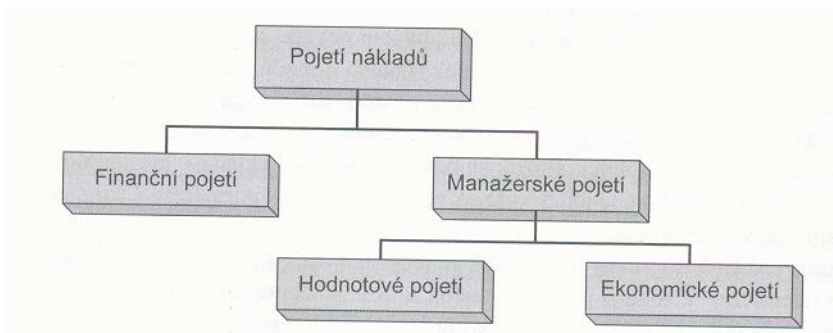 Pojetí nákladů
Finanční pojetí
Manažerské pojetí
Hodnotové pojetí
Ekonomické pojetí